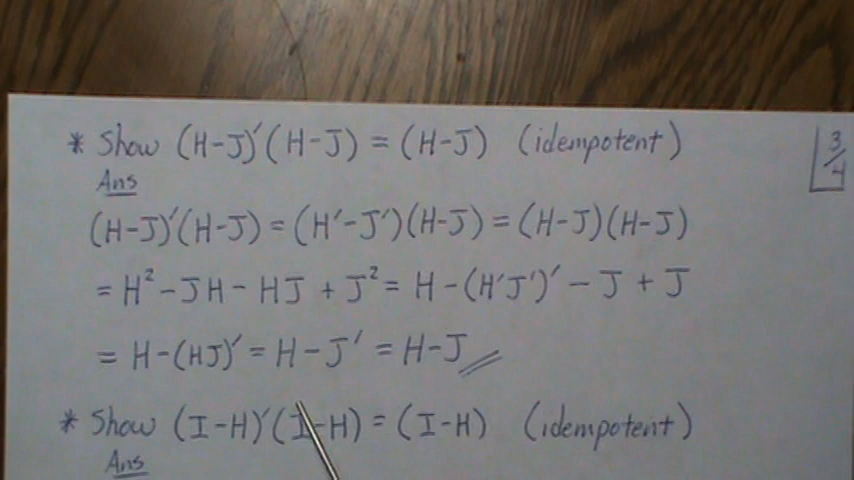 * Show (H-J)'(H-J) = (H-J) (idempotent)
3/4
Ans
(H-J)'(H-J) = (H'-J')(H-J) = (H-J)(H-J)
= H² - JH - HJ + J² = H - (H'J')' - J + J
= H - (HJ)' = H - J' = H-J
* Show (I-H)'(I-H) = (I-H) (idempotent)
Ans